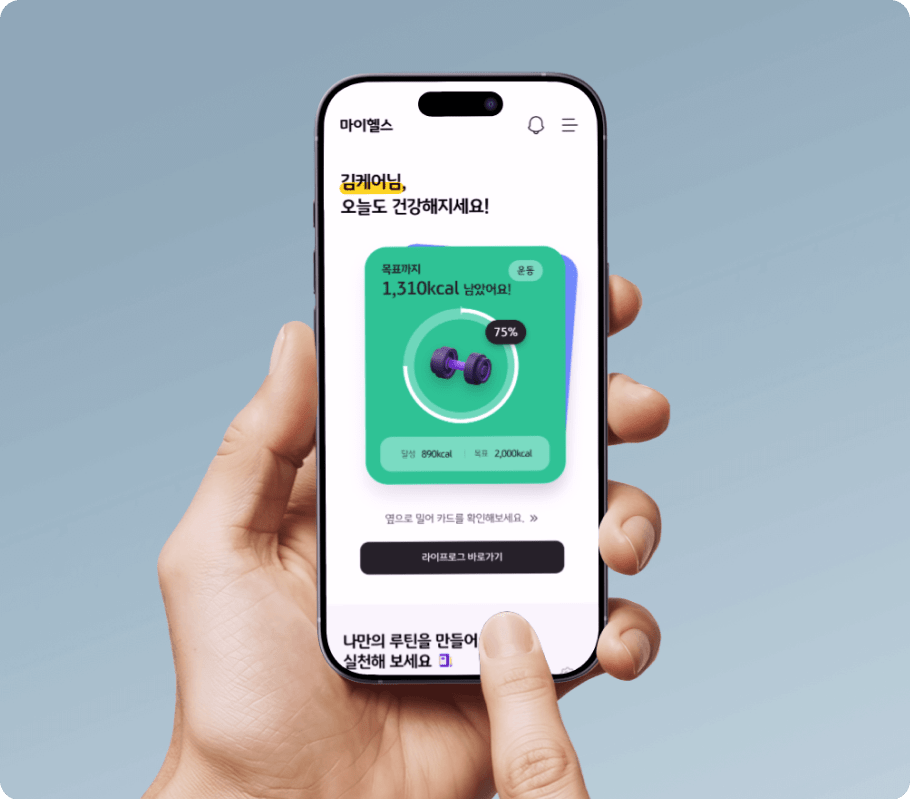 마이헬스
김케어님,
오늘도 건강해지세요!
목표까지
운동
1,310kcal 남았어요!
75%
달성 890kcal | 목표 2,000kcal
옆으로 밀어 카드를 확인해보세요. »
라이프로그 바로가기
나만의 루틴을 만들어
실천해 보세요